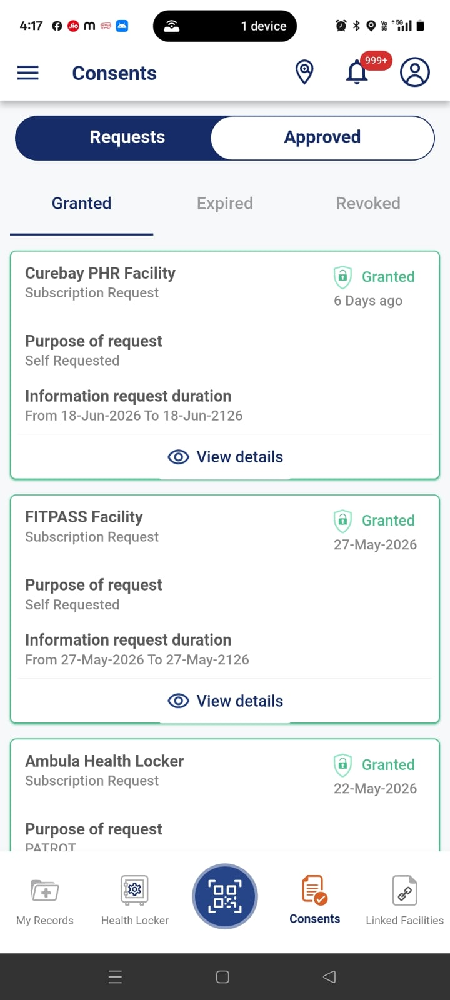 4:17
1 device
Consents
999+
Requests
Approved
Granted
Expired
Revoked
Curebay PHR Facility
Granted
Subscription Request
6 Days ago
Purpose of request
Self Requested
Information request duration
From 18-Jun-2026 To 18-Jun-2126
View details
FITPASS Facility
Granted
Subscription Request
27-May-2026
Purpose of request
Self Requested
Information request duration
From 27-May-2026 To 27-May-2126
View details
Ambula Health Locker
Granted
Subscription Request
22-May-2026
Purpose of request
PATROT
My Records
Health Locker
Consents
Linked Facilities